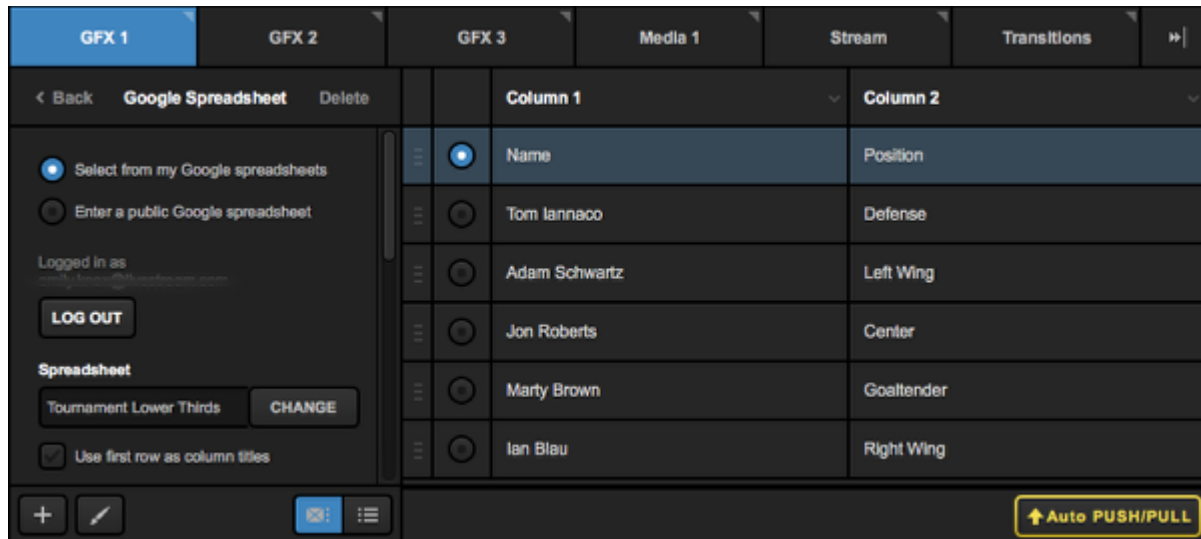 GFX 1 GFX 2 GFX 3 Media 1 Stream Transitions
Back Google Spreadsheet Delete
Select from my Google spreadsheets
Enter a public Google spreadsheet
Logged in as
LOG OUT
Spreadsheet
Tournament Lower Thirds CHANGE
Use first row as column titles
Column 1 Column 2
Name Position
Tom Iannaco Defense
Adam Schwartz Left Wing
Jon Roberts Center
Marty Brown Goaltender
Ian Blau Right Wing
Auto PUSH/PULL